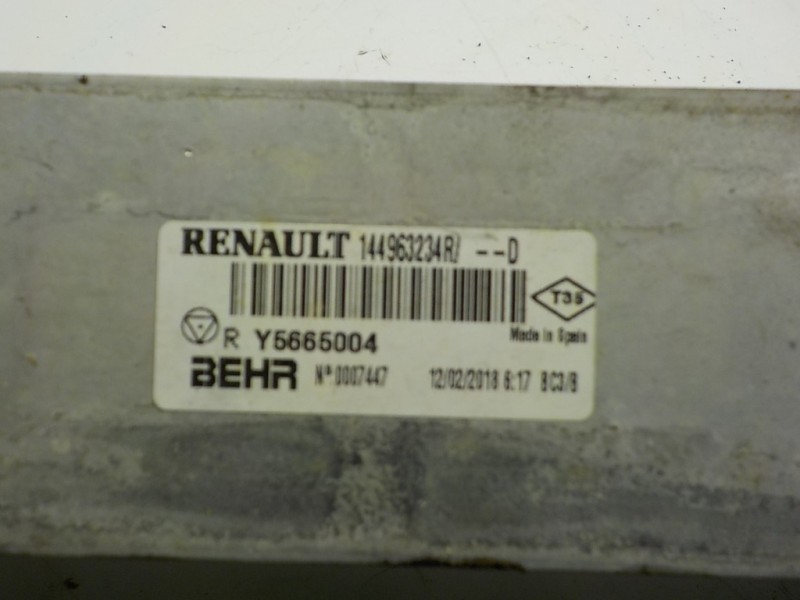 RENAULT 144963234R/ --D
T35
Made in Spain
R Y5665004
BEHR Nº.0007447 12/02/2018 6:17 BC3/B